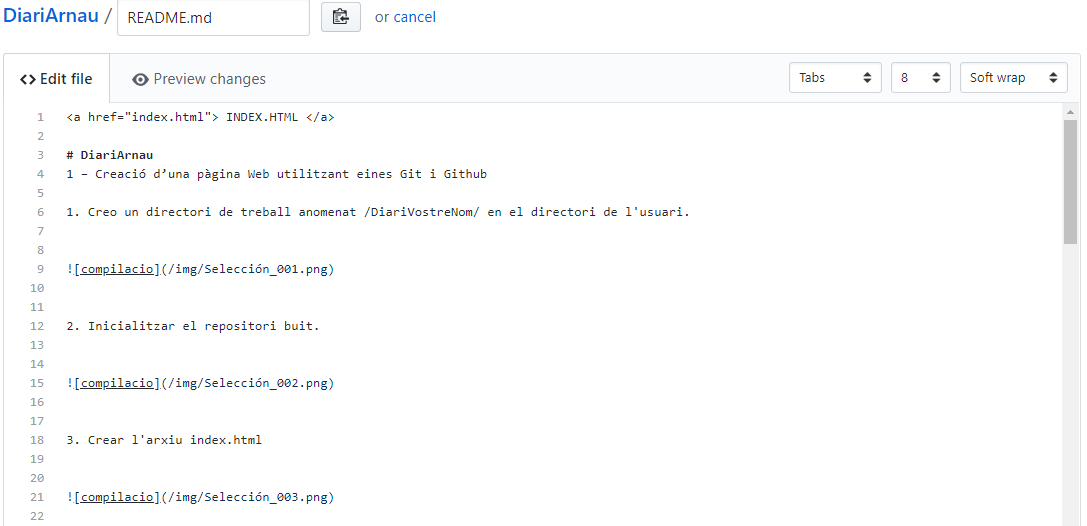 DiariArnau / README.md or cancel
Edit file Preview changes Tabs 8 Soft wrap
1 <a href="index.html"> INDEX.HTML </a>
2
3 # DiariArnau
4 1 – Creació d’una pàgina Web utilitzant eines Git i Github
5
6 1. Creo un directori de treball anomenat /DiariVostreNom/ en el directori de l'usuari.
7
8
9 ![compilacio](/img/Selección_001.png)
10
11
12 2. Inicialitzar el repositori buit.
13
14
15 ![compilacio](/img/Selección_002.png)
16
17
18 3. Crear l'arxiu index.html
19
20
21 ![compilacio](/img/Selección_003.png)
22